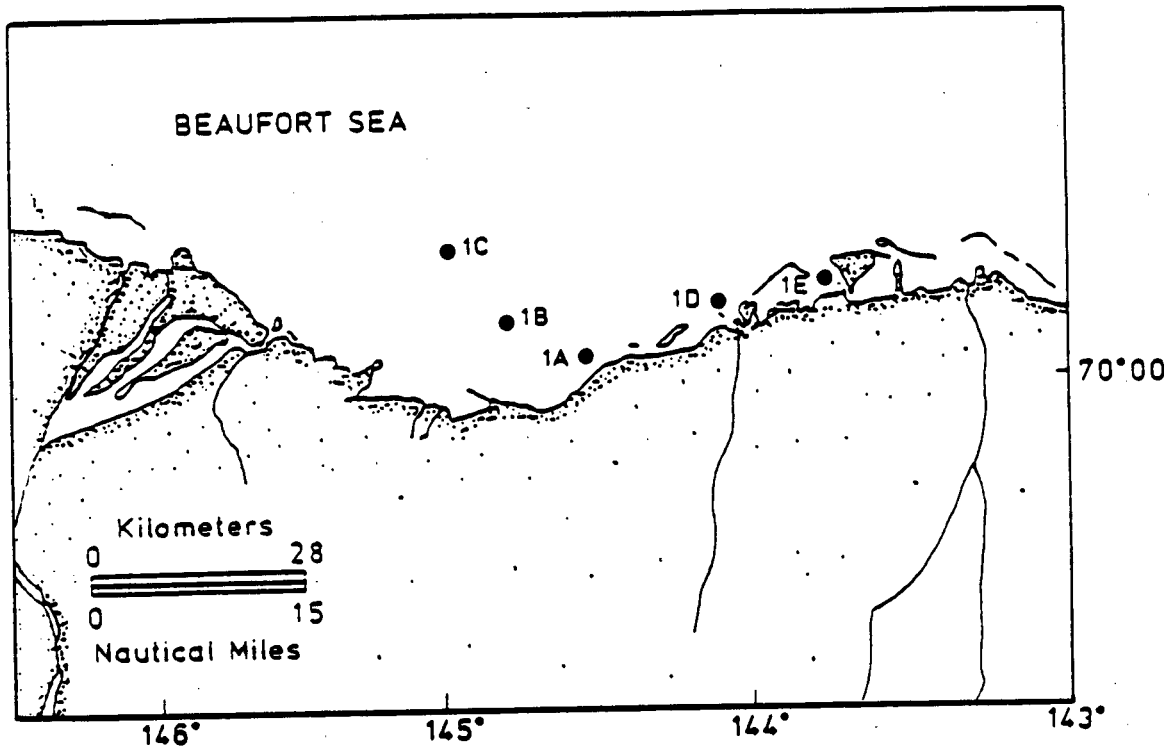 BEAUFORT SEA
1C
1B
1D
1E
1A
70°00
Kilometers
0 28
0 15
Nautical Miles
146° 145° 144° 143°